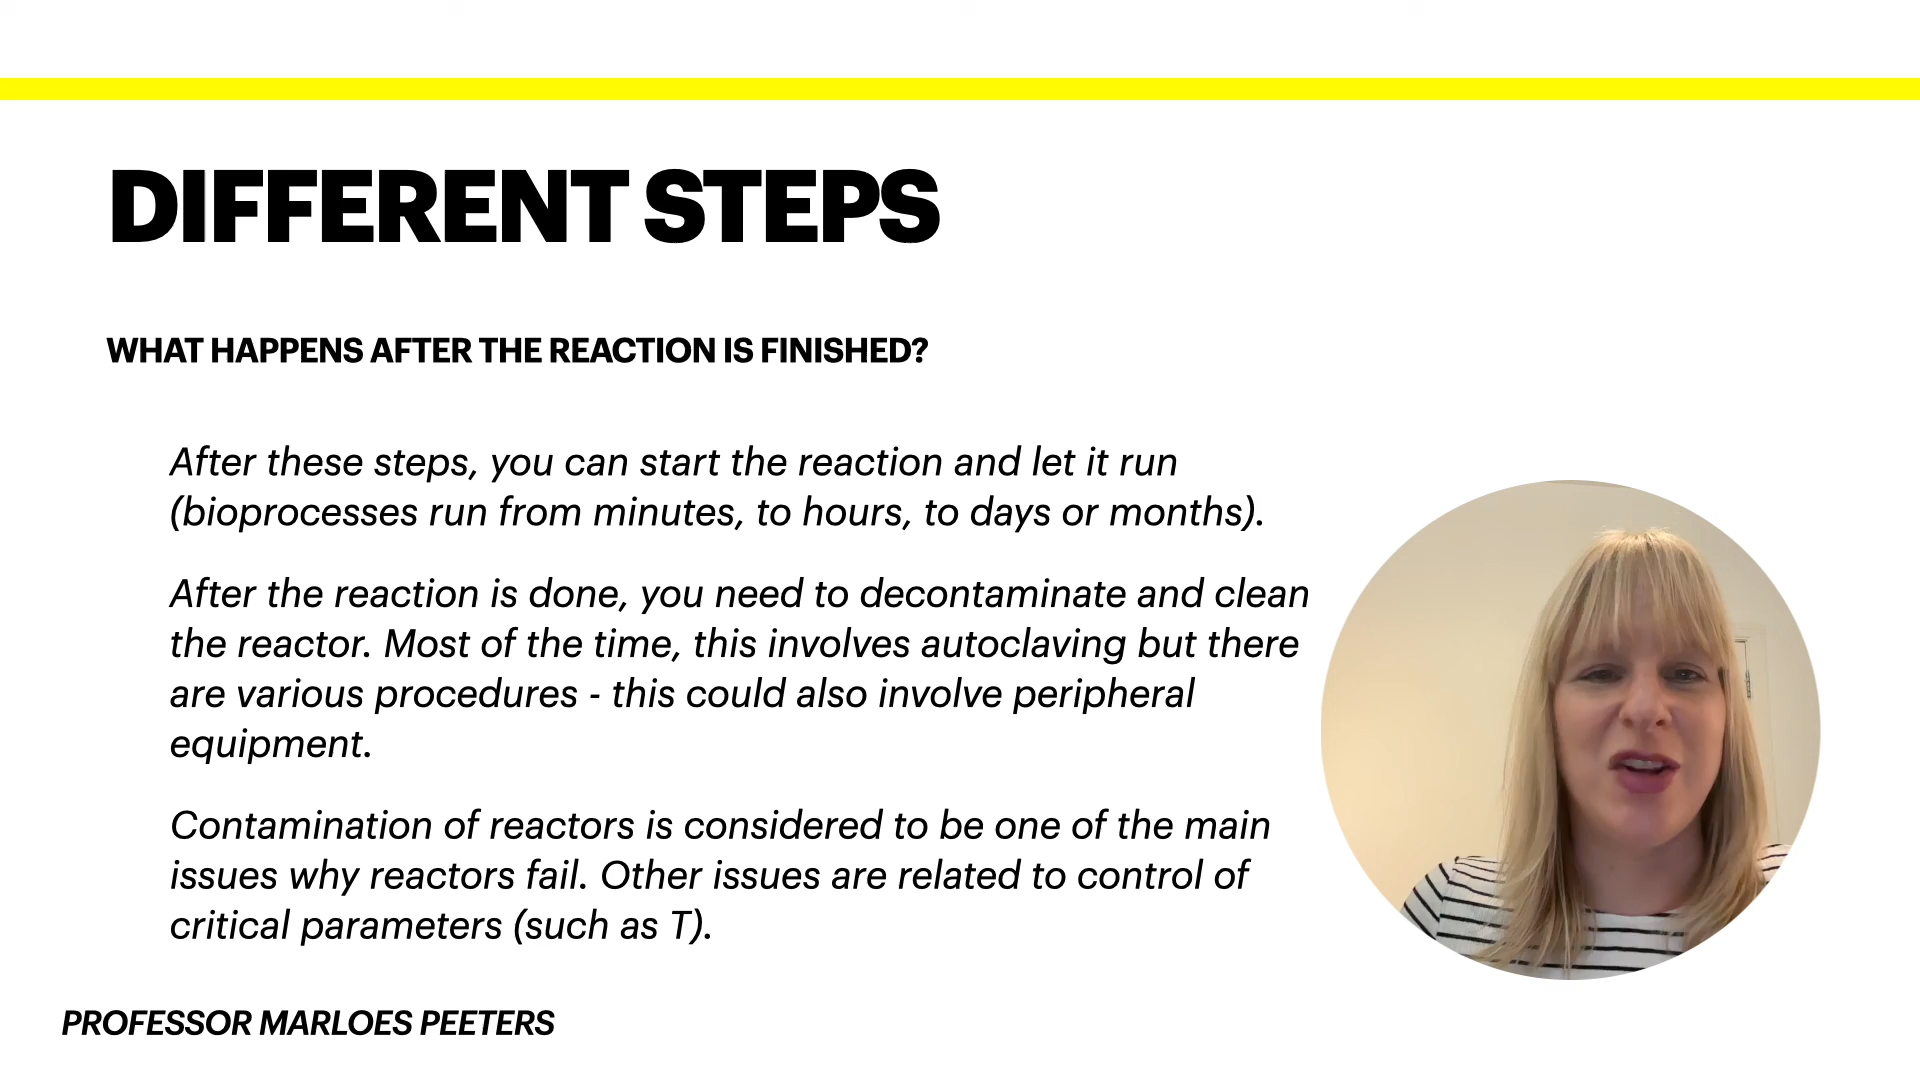 DIFFERENT STEPS
WHAT HAPPENS AFTER THE REACTION IS FINISHED?
After these steps, you can start the reaction and let it run
(bioprocesses run from minutes, to hours, to days or months).
After the reaction is done, you need to decontaminate and clean
the reactor. Most of the time, this involves autoclaving but there
are various procedures - this could also involve peripheral
equipment.
Contamination of reactors is considered to be one of the main
issues why reactors fail. Other issues are related to control of
critical parameters (such as T).
PROFESSOR MARLOES PEETERS